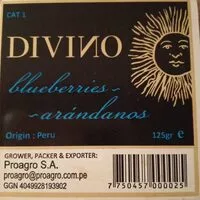 CAT 1
DIVINO
blueberries ~
~ arándanos
Origin : Peru 125gr e
GROWER, PACKER & EXPORTER:
Proagro S.A.
proagro@proagro.com.pe
GGN 4049928193902
7 750457 000025